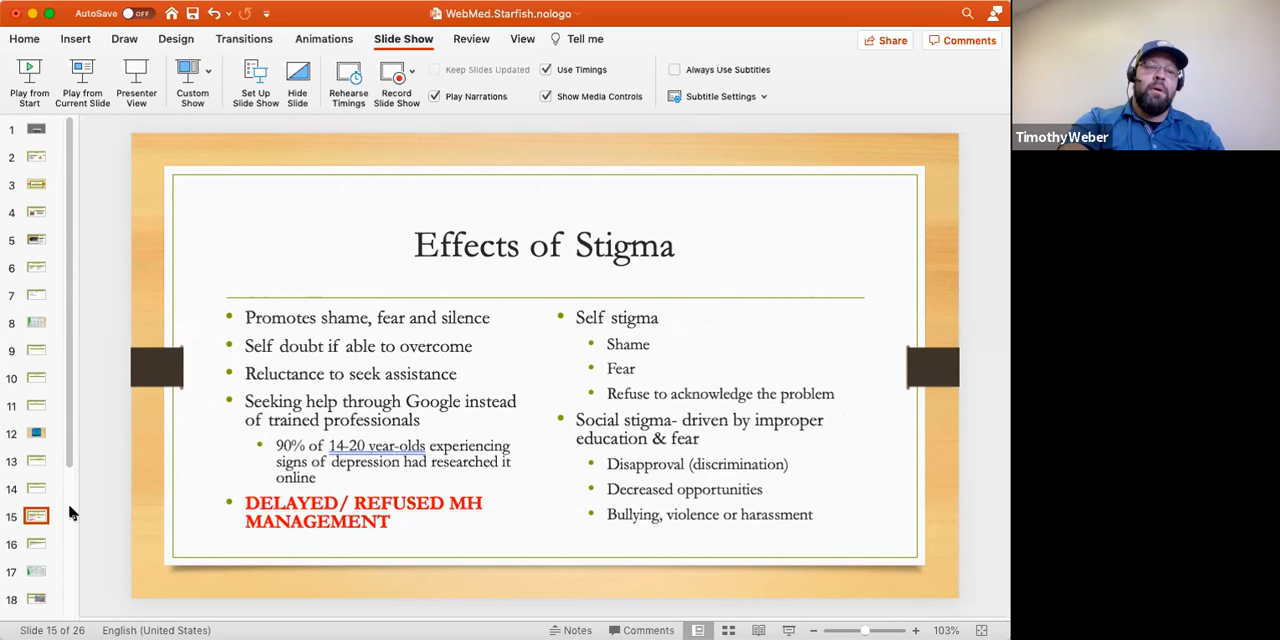 AutoSave OFF
WebMed.Starfish.nologo
Home Insert Draw Design Transitions Animations Slide Show Review View Tell me
Share Comments
Play from Start
Play from Current Slide
Presenter View
Custom Show
Set Up Slide Show
Hide Slide
Rehearse Timings
Record Slide Show
Keep Slides Updated
Use Timings
Play Narrations
Show Media Controls
Always Use Subtitles
Subtitle Settings
TimothyWeber
1
2
3
4
5
6
7
8
9
10
11
12
13
14
15
16
17
18
Effects of Stigma
Promotes shame, fear and silence
Self doubt if able to overcome
Reluctance to seek assistance
Seeking help through Google instead
of trained professionals
90% of 14-20 year-olds experiencing
signs of depression had researched it
online
DELAYED/ REFUSED MH
MANAGEMENT
Self stigma
Shame
Fear
Refuse to acknowledge the problem
Social stigma- driven by improper
education & fear
Disapproval (discrimination)
Decreased opportunities
Bullying, violence or harassment
Slide 15 of 26 English (United States) Notes Comments 103%